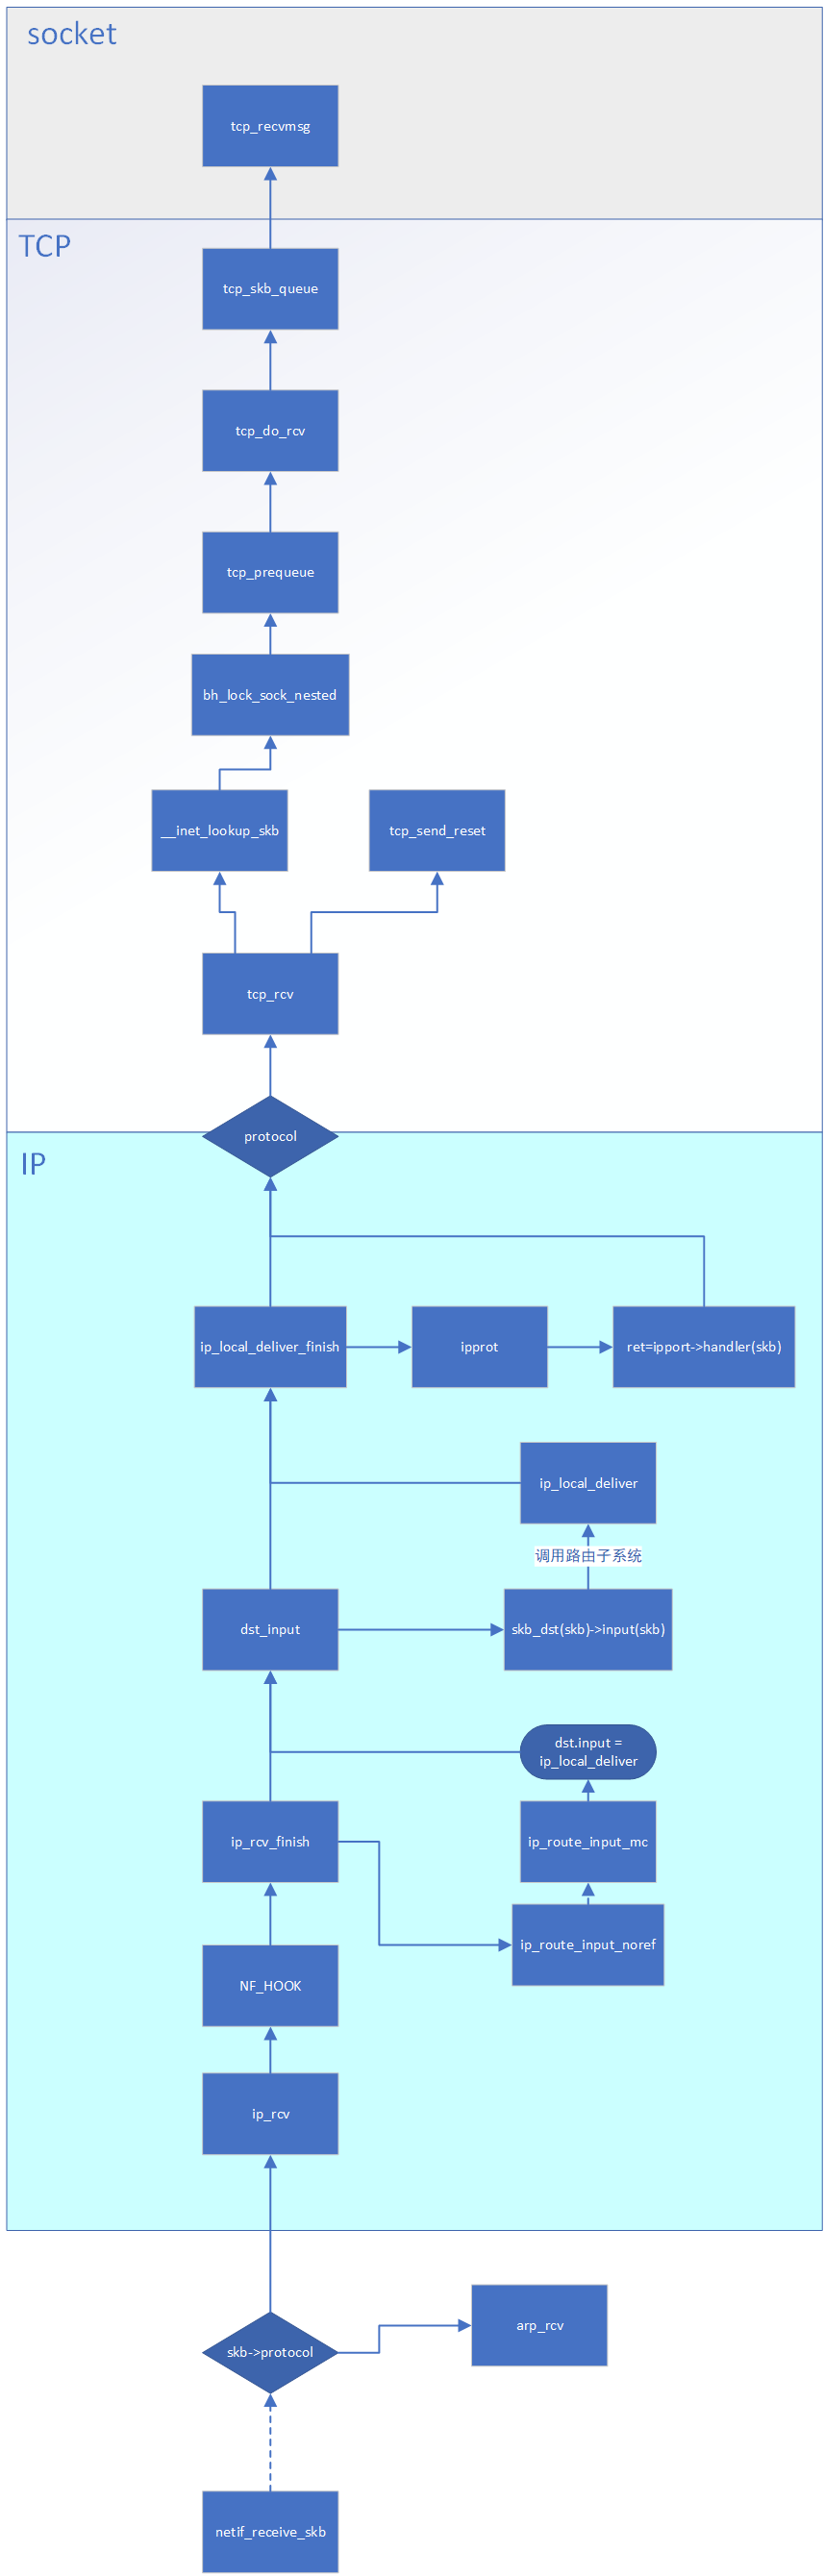 socket
tcp_recvmsg
TCP
tcp_skb_queue
tcp_do_rcv
tcp_prequeue
bh_lock_sock_nested
__inet_lookup_skb
tcp_send_reset
tcp_rcv
protocol
IP
ip_local_deliver_finish
ipprot
ret=ipport->handler(skb)
ip_local_deliver
调用路由子系统
dst_input
skb_dst(skb)->input(skb)
dst.input =
ip_local_deliver
ip_rcv_finish
ip_route_input_mc
ip_route_input_noref
NF_HOOK
ip_rcv
arp_rcv
skb->protocol
netif_receive_skb